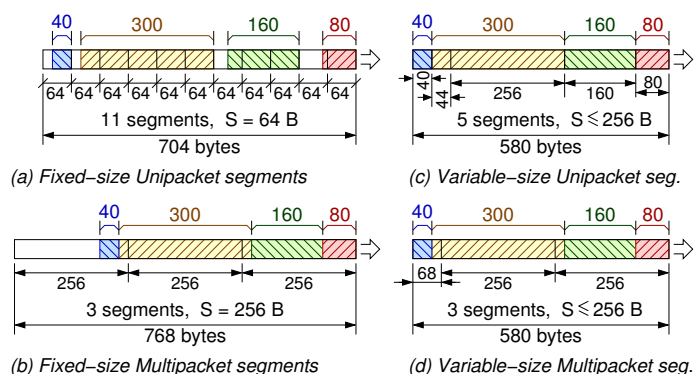 40 300 160 80
64 64 64 64 64 64 64 64 64 64 64
11 segments, S = 64 B
704 bytes
(a) Fixed–size Unipacket segments
40 300 160 80
40 44 256 160 80
5 segments, S ≤ 256 B
580 bytes
(c) Variable–size Unipacket seg.
40 300 160 80
256 256 256
3 segments, S = 256 B
768 bytes
(b) Fixed–size Multipacket segments
40 300 160 80
68 256 256
3 segments, S ≤ 256 B
580 bytes
(d) Variable–size Multipacket seg.